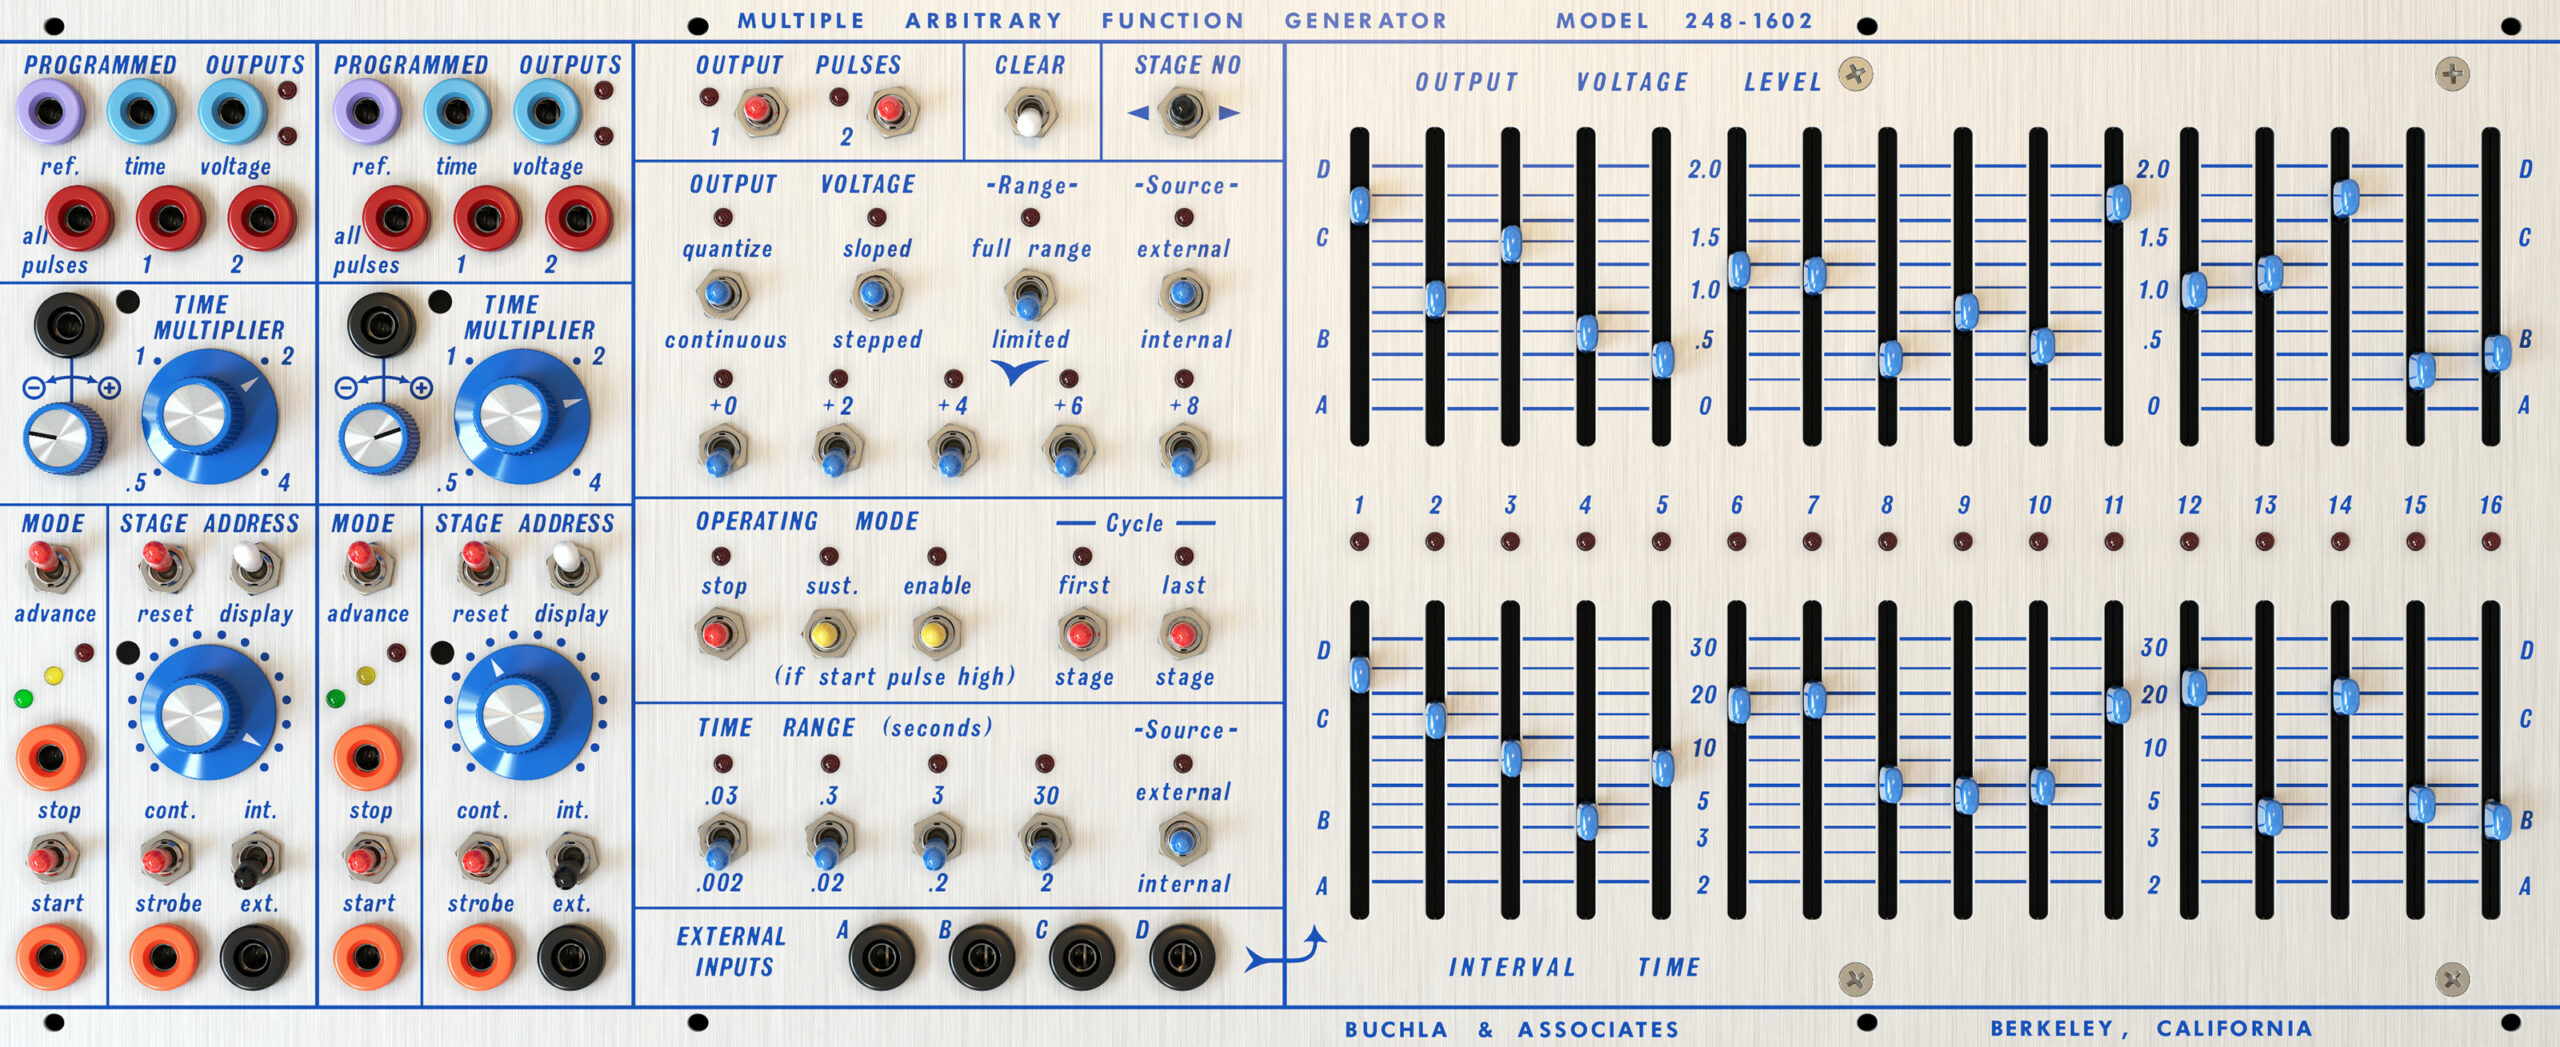 MULTIPLE ARBITRARY FUNCTION GENERATOR MODEL 248-1602
PROGRAMMED OUTPUTS
ref. time voltage
all pulses 1 2
TIME MULTIPLIER
1 2
− +
.5 4
MODE STAGE ADDRESS
advance reset display
stop cont. int.
start strobe ext.
PROGRAMMED OUTPUTS
ref. time voltage
all pulses 1 2
TIME MULTIPLIER
1 2
− +
.5 4
MODE STAGE ADDRESS
advance reset display
stop cont. int.
start strobe ext.
OUTPUT PULSES
1 2
CLEAR
STAGE NO
OUTPUT VOLTAGE -Range- -Source-
quantize sloped full range external
continuous stepped limited internal
+0 +2 +4 +6 +8
OPERATING MODE — Cycle —
stop sust. enable first last
(if start pulse high) stage stage
TIME RANGE (seconds) -Source-
.03 .3 3 30 external
.002 .02 .2 2 internal
EXTERNAL INPUTS
A B C D
OUTPUT VOLTAGE LEVEL
D 2.0 2.0 D
C 1.5 1.5 C
1.0 1.0
B .5 .5 B
A 0 0 A
1 2 3 4 5 6 7 8 9 10 11 12 13 14 15 16
D 30 30 D
C 20 20 C
10 10
5 5
B 3 3 B
A 2 2 A
INTERVAL TIME
BUCHLA & ASSOCIATES BERKELEY, CALIFORNIA